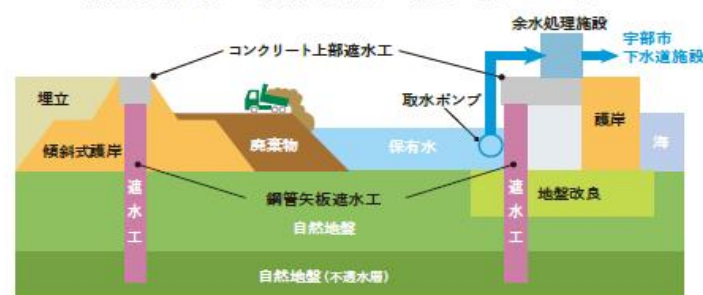 余水処理施設
コンクリート上部遮水工
宇部市
下水道施設
埋立
取水ポンプ
護岸
傾斜式護岸
廃棄物
保有水
海
遮水工
鋼管矢板遮水工
遮水工
地盤改良
自然地盤
自然地盤(不透水層)